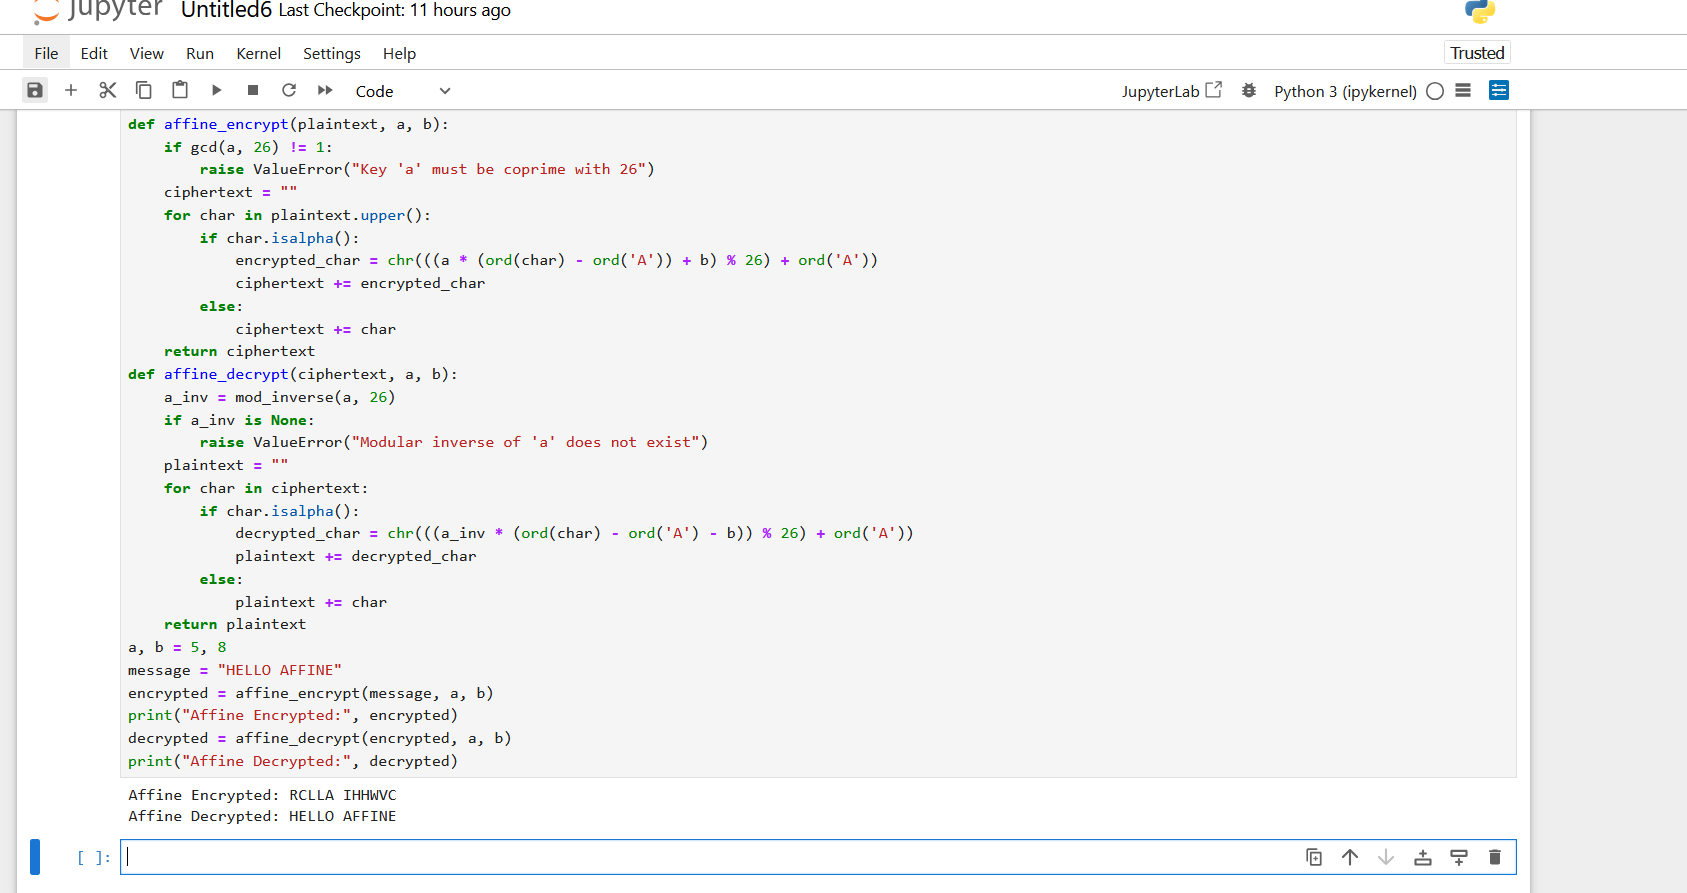 jupyter Untitled6 Last Checkpoint: 11 hours ago
File Edit View Run Kernel Settings Help Trusted
Code JupyterLab Python 3 (ipykernel)
def affine_encrypt(plaintext, a, b):
    if gcd(a, 26) != 1:
        raise ValueError("Key 'a' must be coprime with 26")
    ciphertext = ""
    for char in plaintext.upper():
        if char.isalpha():
            encrypted_char = chr(((a * (ord(char) - ord('A')) + b) % 26) + ord('A'))
            ciphertext += encrypted_char
        else:
            ciphertext += char
    return ciphertext
def affine_decrypt(ciphertext, a, b):
    a_inv = mod_inverse(a, 26)
    if a_inv is None:
        raise ValueError("Modular inverse of 'a' does not exist")
    plaintext = ""
    for char in ciphertext:
        if char.isalpha():
            decrypted_char = chr(((a_inv * (ord(char) - ord('A') - b)) % 26) + ord('A'))
            plaintext += decrypted_char
        else:
            plaintext += char
    return plaintext
a, b = 5, 8
message = "HELLO AFFINE"
encrypted = affine_encrypt(message, a, b)
print("Affine Encrypted:", encrypted)
decrypted = affine_decrypt(encrypted, a, b)
print("Affine Decrypted:", decrypted)
Affine Encrypted: RCLLA IHHWVC
Affine Decrypted: HELLO AFFINE
[ ]: